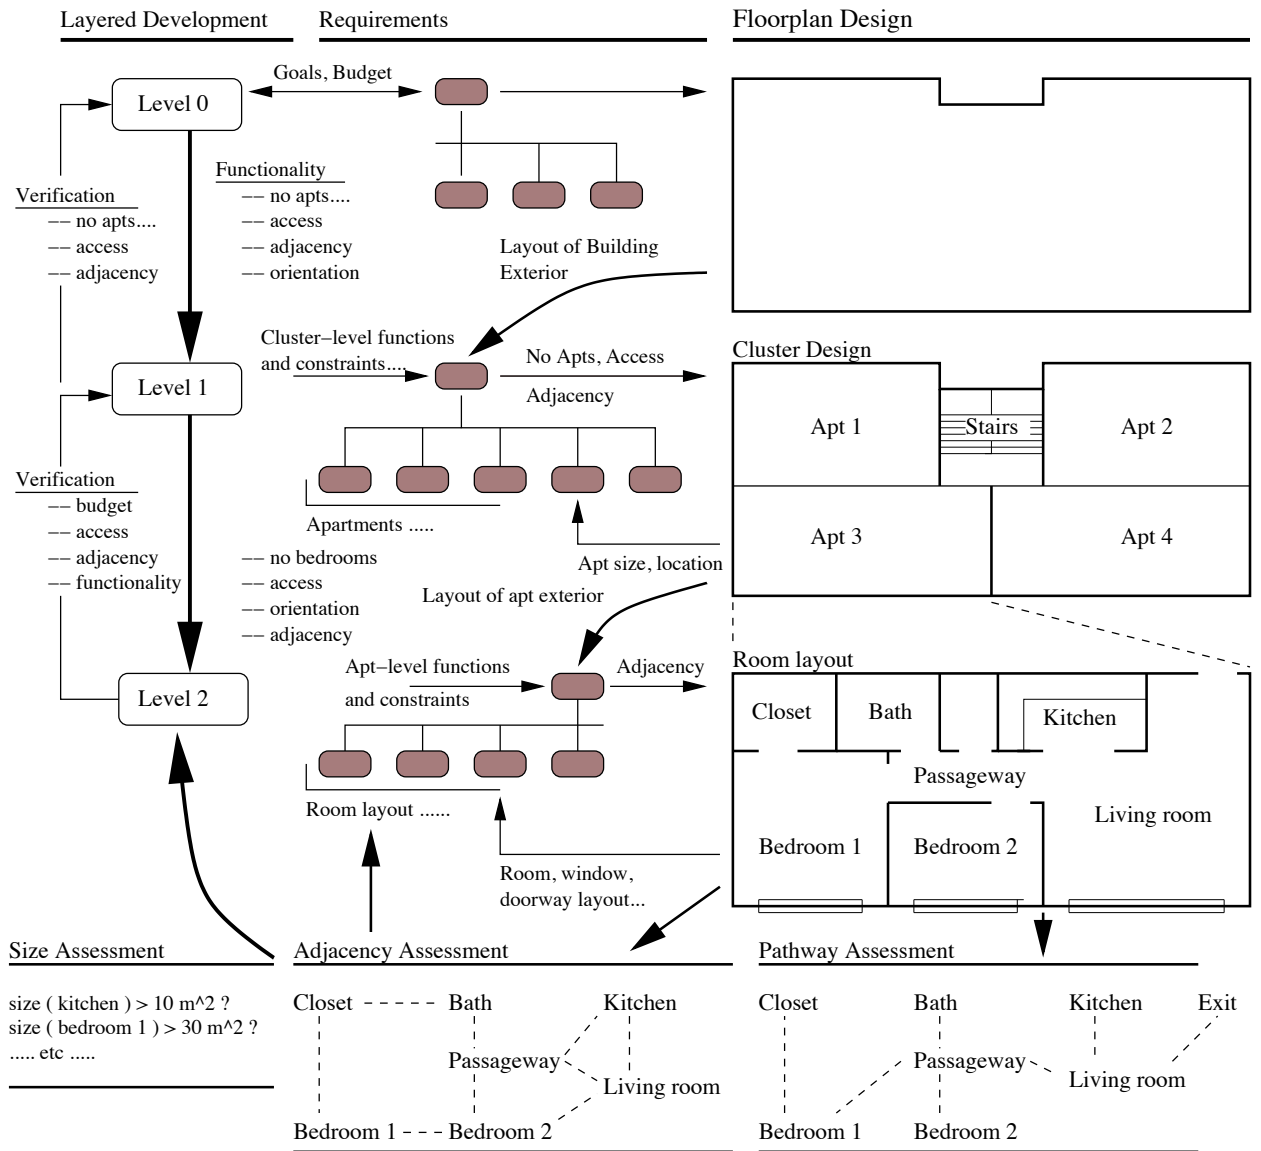 Layered Development
Requirements
Floorplan Design
Level 0
Goals, Budget
Functionality
−− no apts....
−− access
−− adjacency
−− orientation
Verification
−− no apts....
−− access
−− adjacency
Layout of Building
Exterior
Level 1
Cluster−level functions
and constraints....
No Apts, Access
Adjacency
Cluster Design
Apt 1
Stairs
Apt 2
Apt 3
Apt 4
Verification
−− budget
−− access
−− adjacency
−− functionality
Apartments .....
Apt size, location
−− no bedrooms
−− access
−− orientation
−− adjacency
Layout of apt exterior
Level 2
Apt−level functions
and constraints
Adjacency
Room layout
Closet
Bath
Kitchen
Passageway
Living room
Bedroom 1
Bedroom 2
Room layout ......
Room, window,
doorway layout...
Size Assessment
size ( kitchen ) > 10 m^2 ?
size ( bedroom 1 ) > 30 m^2 ?
..... etc .....
Adjacency Assessment
Closet
Bath
Kitchen
Passageway
Living room
Bedroom 1
Bedroom 2
Pathway Assessment
Closet
Bath
Kitchen
Exit
Passageway
Living room
Bedroom 1
Bedroom 2